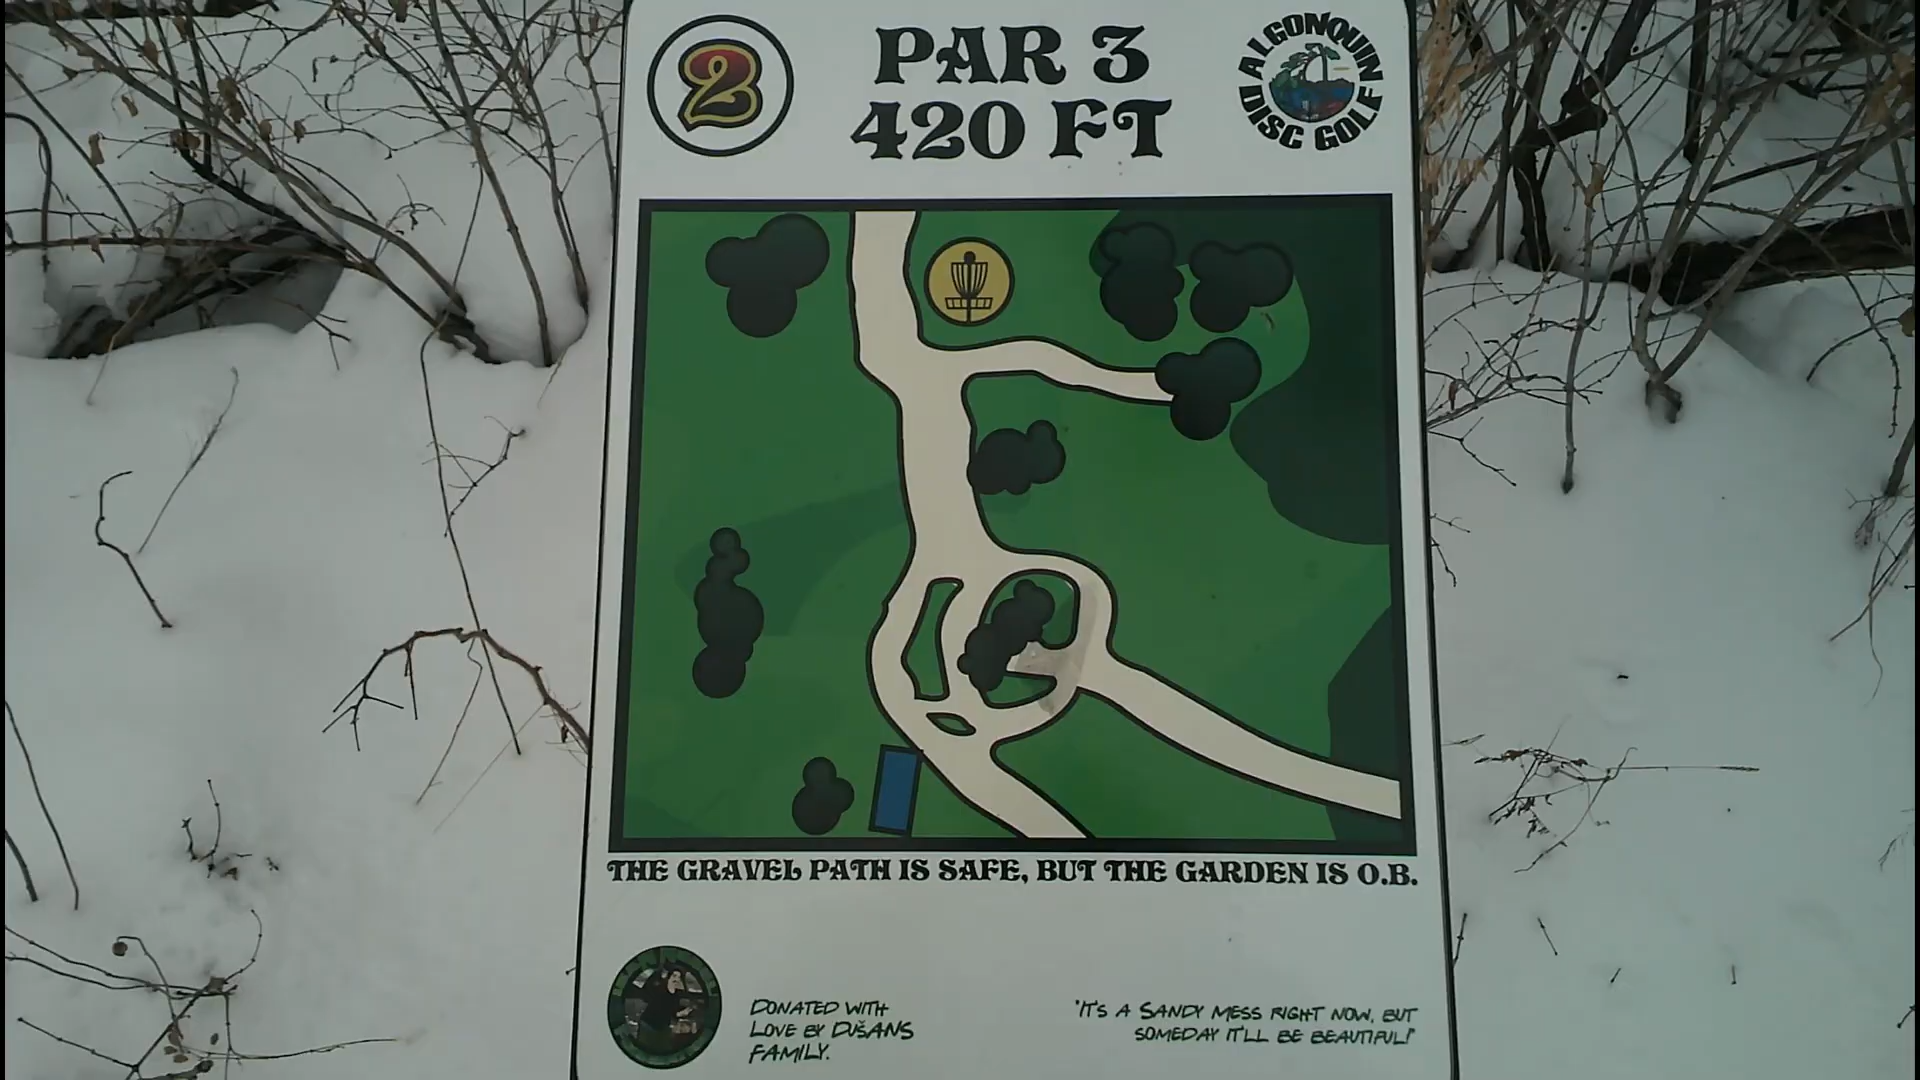 2
PAR 3
420 FT
ALGONQUIN
DISC GOLF
THE GRAVEL PATH IS SAFE, BUT THE GARDEN IS O.B.
DONATED WITH
LOVE BY DUŠANS
FAMILY.
"IT'S A SANDY MESS RIGHT NOW, BUT
SOMEDAY IT'LL BE BEAUTIFUL!"